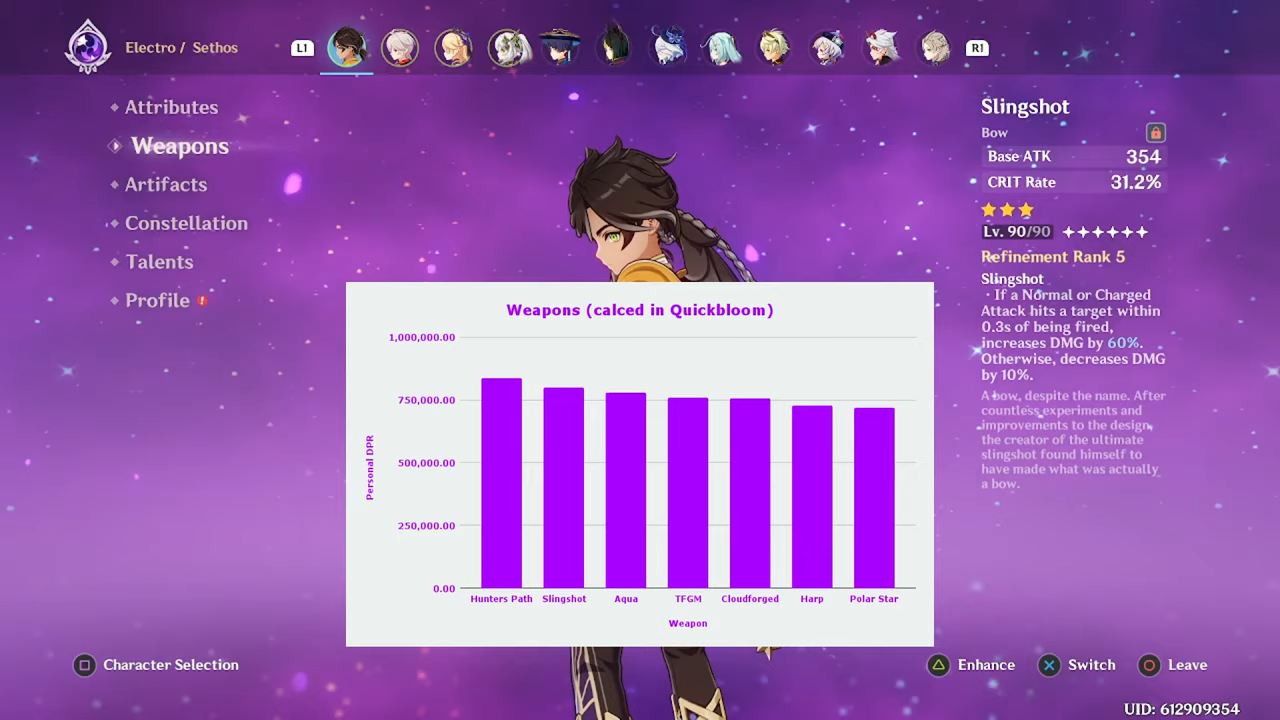 Electro / Sethos
L1
R1
Attributes
Weapons
Artifacts
Constellation
Talents
Profile
!
Slingshot
Bow
Base ATK 354
CRIT Rate 31.2%
Lv. 90/90
Refinement Rank 5
Slingshot
· If a Normal or Charged
Attack hits a target within
0.3s of being fired,
increases DMG by 60%.
Otherwise, decreases DMG
by 10%.
A bow, despite the name. After
countless experiments and
improvements to the design,
the creator of the ultimate
slingshot found himself to
have made what was actually
a bow.
Weapons (calced in Quickbloom)
1,000,000.00
750,000.00
500,000.00
250,000.00
0.00
Personal DPR
Hunters Path Slingshot Aqua TFGM Cloudforged Harp Polar Star
Weapon
Character Selection
Enhance Switch Leave
UID: 612909354